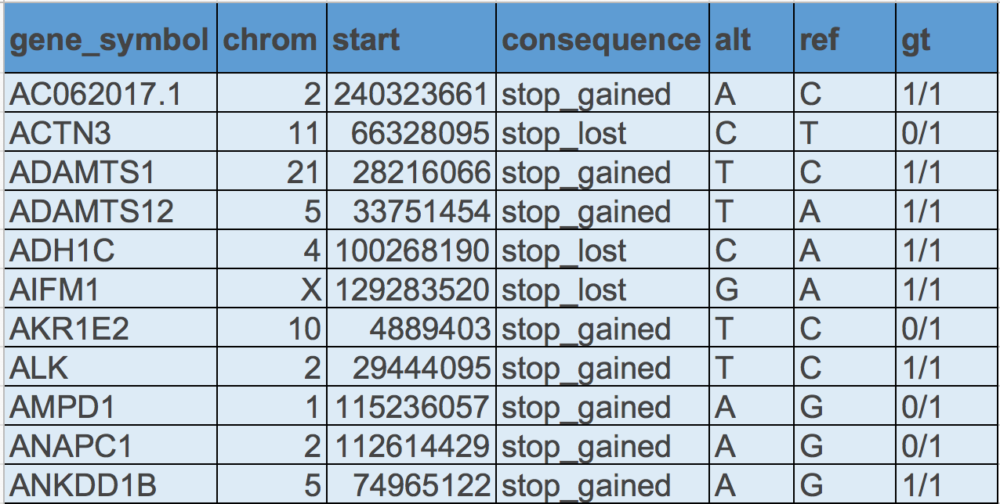 gene_symbol chrom start consequence alt ref gt
AC062017.1 2 240323661 stop_gained A C 1/1
ACTN3 11 66328095 stop_lost C T 0/1
ADAMTS1 21 28216066 stop_gained T C 1/1
ADAMTS12 5 33751454 stop_gained T A 1/1
ADH1C 4 100268190 stop_lost C A 1/1
AIFM1 X 129283520 stop_lost G A 1/1
AKR1E2 10 4889403 stop_gained T C 0/1
ALK 2 29444095 stop_gained T C 1/1
AMPD1 1 115236057 stop_gained A G 0/1
ANAPC1 2 112614429 stop_gained A G 0/1
ANKDD1B 5 74965122 stop_gained A G 1/1